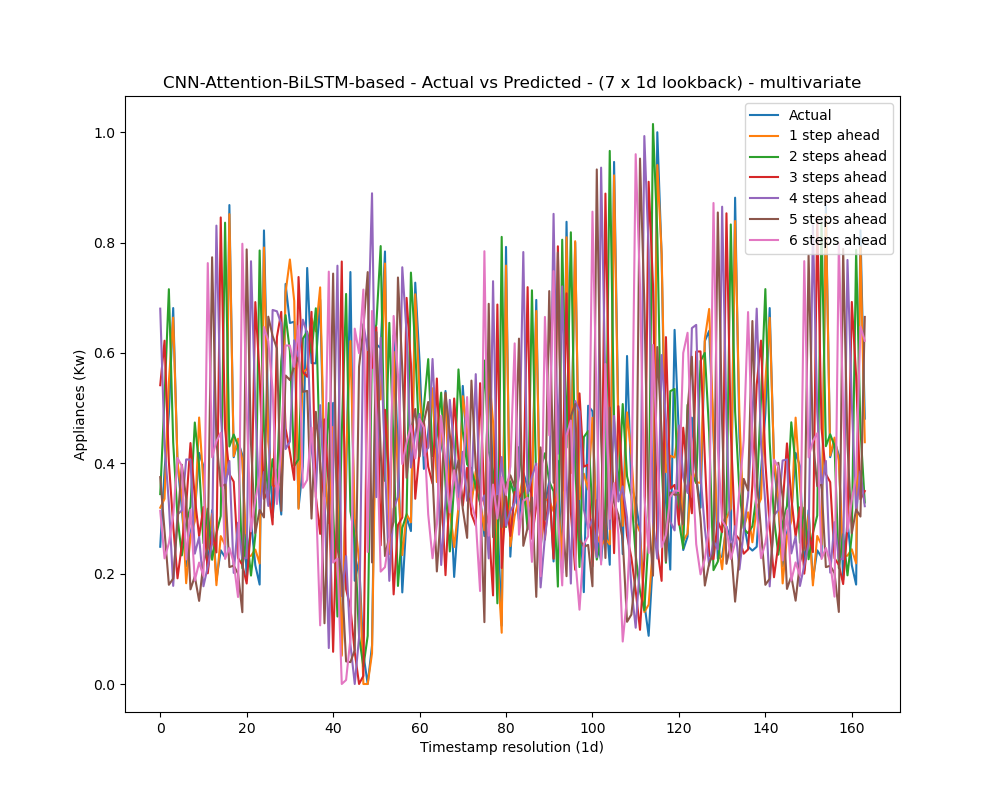 CNN-Attention-BiLSTM-based - Actual vs Predicted - (7 x 1d lookback) - multivariate
Actual
1 step ahead
2 steps ahead
3 steps ahead
4 steps ahead
5 steps ahead
6 steps ahead
1.0
0.8
0.6
0.4
0.2
0.0
Appliances (Kw)
0 20 40 60 80 100 120 140 160
Timestamp resolution (1d)